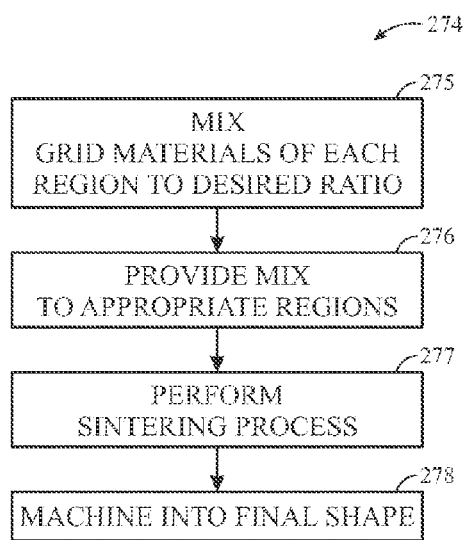 274
275
MIX
GRID MATERIALS OF EACH
REGION TO DESIRED RATIO
276
PROVIDE MIX
TO APPROPRIATE REGIONS
277
PERFORM
SINTERING PROCESS
278
MACHINE INTO FINAL SHAPE